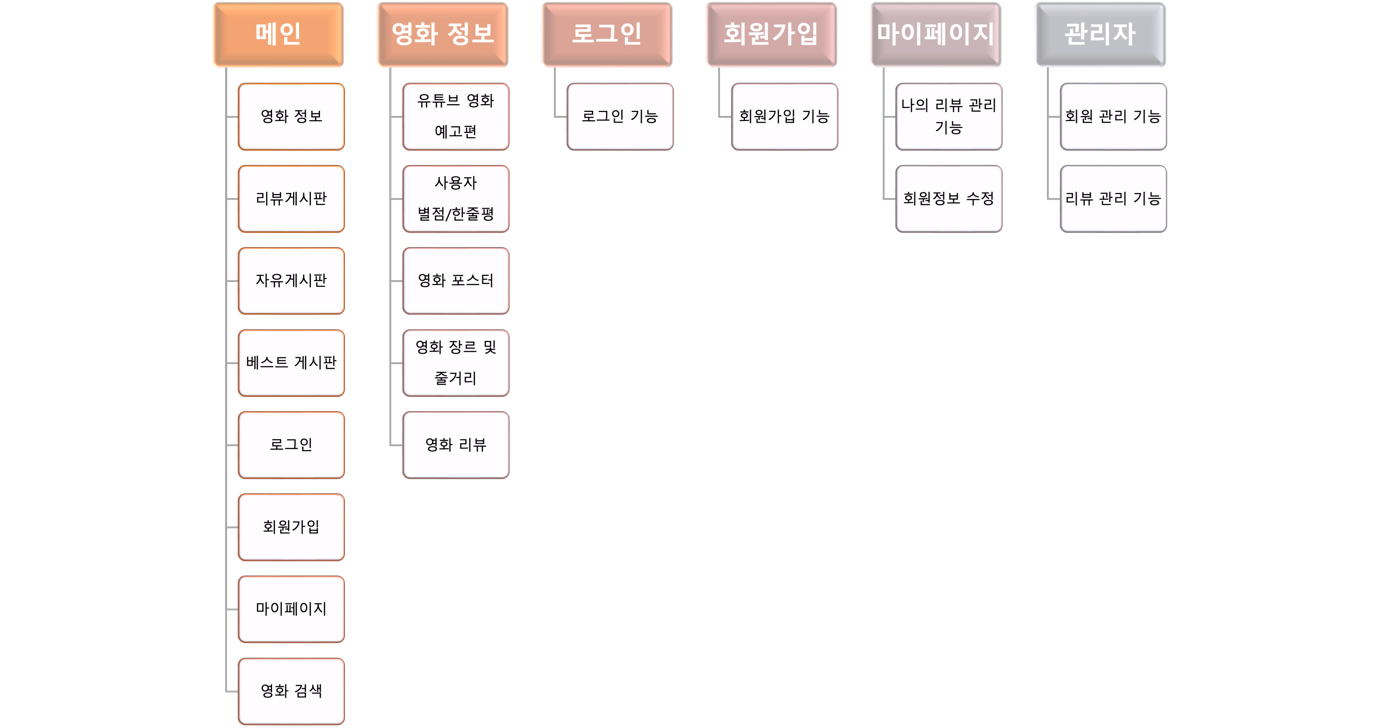 메인
영화 정보
리뷰게시판
자유게시판
베스트 게시판
로그인
회원가입
마이페이지
영화 검색
영화 정보
유튜브 영화
예고편
사용자
별점/한줄평
영화 포스터
영화 장르 및
줄거리
영화 리뷰
로그인
로그인 기능
회원가입
회원가입 기능
마이페이지
나의 리뷰 관리
기능
회원정보 수정
관리자
회원 관리 기능
리뷰 관리 기능